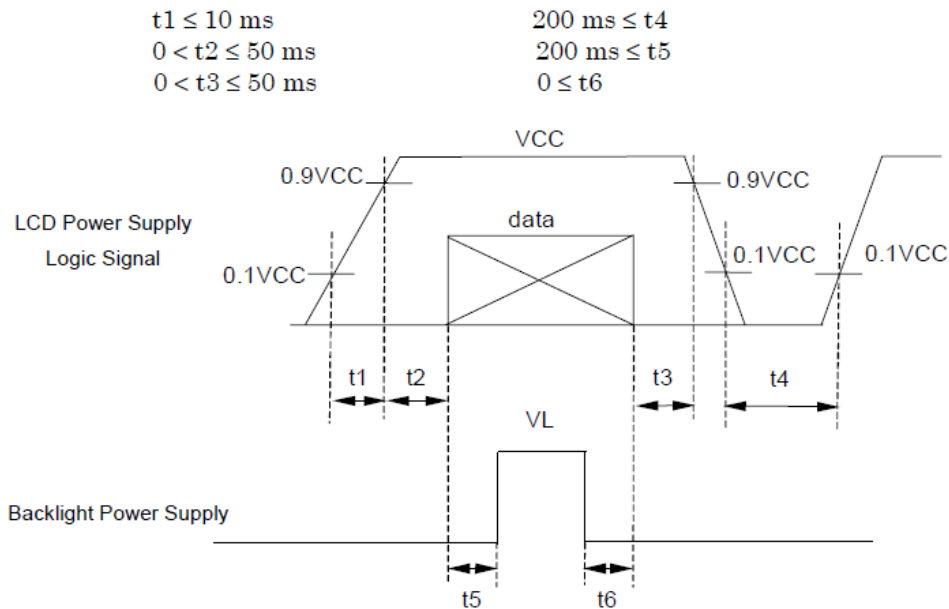 t1 ≤ 10 ms
200 ms ≤ t4
0 < t2 ≤ 50 ms
200 ms ≤ t5
0 < t3 ≤ 50 ms
0 ≤ t6
VCC
0.9VCC
0.9VCC
LCD Power Supply
Logic Signal
data
0.1VCC
0.1VCC
0.1VCC
t1
t2
t3
t4
VL
Backlight Power Supply
t5
t6